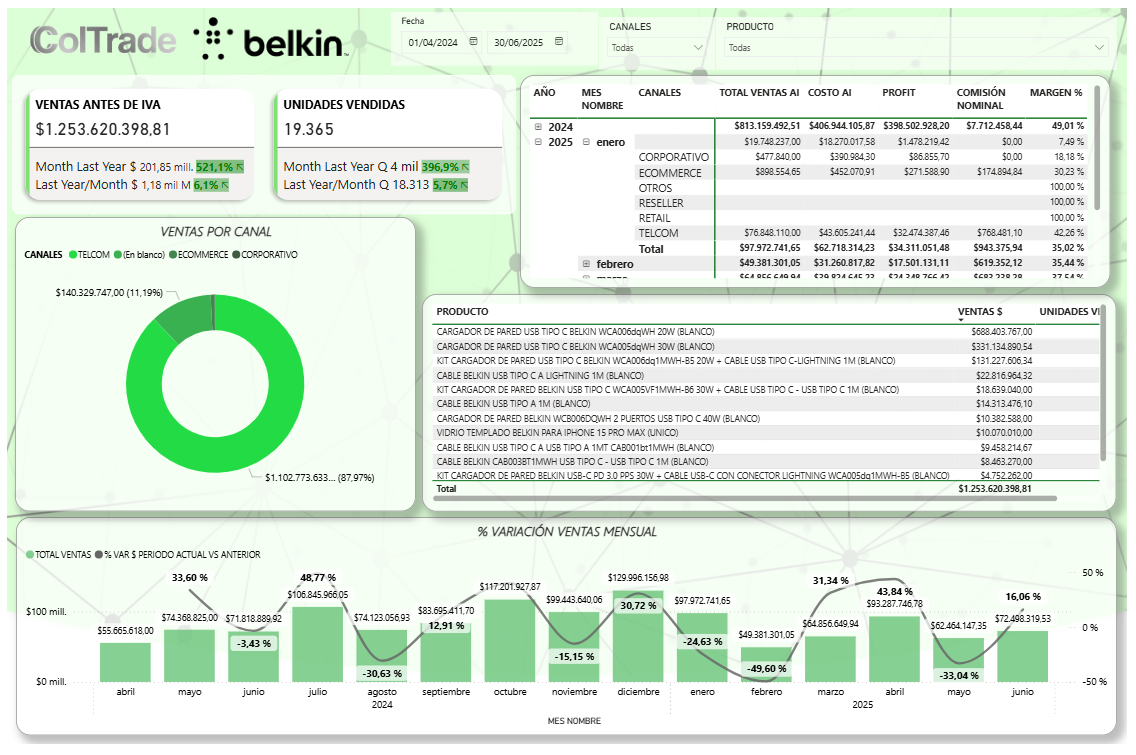 ColTrade
belkin
Fecha
01/04/2024 30/06/2025
CANALES
Todas
PRODUCTO
Todas
VENTAS ANTES DE IVA
$1.253.620.398,81
Month Last Year $ 201,85 mill. 521,1%
Last Year/Month $ 1,18 mil M 6,1%
UNIDADES VENDIDAS
19.365
Month Last Year Q 4 mil 396,9%
Last Year/Month Q 18.313 5,7%
AÑO MES NOMBRE CANALES TOTAL VENTAS AI COSTO AI PROFIT COMISIÓN NOMINAL MARGEN %
2024 $813.159.492,51 $406.944.105,87 $398.502.928,20 $7.712.458,44 49,01 %
2025 enero $19.748.237,00 $18.270.017,58 $1.478.219,42 $0,00 7,49 %
CORPORATIVO $477.840,00 $390.984,30 $86.855,70 $0,00 18,18 %
ECOMMERCE $898.554,65 $452.070,91 $271.588,90 $174.894,84 30,23 %
OTROS 100,00 %
RESELLER
RETAIL 100,00 %
TELCOM $76.848.110,00 $43.605.241,44 $32.474.387,46 $768.481,10 42,26 %
Total $97.972.741,65 $62.718.314,23 $34.311.051,48 $943.375,94 35,02 %
febrero $49.381.301,05 $31.260.817,82 $17.501.131,11 $619.352,12 35,44 %
VENTAS POR CANAL
CANALES TELCOM (En blanco) ECOMMERCE CORPORATIVO
$140.329.747,00 (11,19%)
$1.102.773.633... (87,97%)
PRODUCTO VENTAS $ UNIDADES VI
CARGADOR DE PARED USB TIPO C BELKIN WCA006dqWH 20W (BLANCO) $688.403.767,00
CARGADOR DE PARED USB TIPO C BELKIN WCA005dqWH 30W (BLANCO) $331.134.890,54
KIT CARGADOR DE PARED USB TIPO C BELKIN WCA006dq1MWH-B5 20W + CABLE USB TIPO C-LIGHTNING 1M (BLANCO) $131.227.606,34
CABLE BELKIN USB TIPO C A LIGHTNING 1M (BLANCO) $22.816.964,32
KIT CARGADOR DE PARED BELKIN USB TIPO C WCA005VF1MWH-B6 30W + CABLE USB TIPO C - USB TIPO C 1M (BLANCO) $18.639.040,00
CABLE BELKIN USB TIPO A 1M (BLANCO) $14.313.476,10
CARGADOR DE PARED BELKIN WCB006DQWH 2 PUERTOS USB TIPO C 40W (BLANCO) $10.382.588,00
VIDRIO TEMPLADO BELKIN PARA IPHONE 15 PRO MAX (UNICO) $10.070.010,00
CABLE BELKIN USB TIPO C A USB TIPO A 1MT CAB001bt1MWH (BLANCO) $9.458.214,67
CABLE BELKIN CAB003BT1MWH USB TIPO C - USB TIPO C 1M (BLANCO) $8.463.270,00
KIT CARGADOR DE PARED BELKIN USB-C PD 3.0 PPS 30W + CABLE USB-C CON CONECTOR LIGHTNING WCA005dq1MWH-B5 (BLANCO) $4.752.262,00
Total $1.253.620.398,81
% VARIACIÓN VENTAS MENSUAL
TOTAL VENTAS % VAR $ PERIODO ACTUAL VS ANTERIOR
$100 mill.
$0 mill.
50 %
0 %
-50 %
$55.665.618,00
33,60 %
$74.368.825,00
$71.818.889,92
-3,43 %
48,77 %
$106.845.966,05
$74.123.056,93
-30,63 %
$83.695.411,70
12,91 %
$117.201.927,87
$99.443.640,06
-15,15 %
$129.996.156,98
30,72 %
$97.972.741,65
-24,63 %
$49.381.301,05
-49,60 %
31,34 %
$64.856.649,94
43,84 %
$93.287.746,78
$62.464.147,35
-33,04 %
16,06 %
$72.498.319,53
abril mayo junio julio agosto septiembre octubre noviembre diciembre enero febrero marzo abril mayo junio
2024 2025
MES NOMBRE